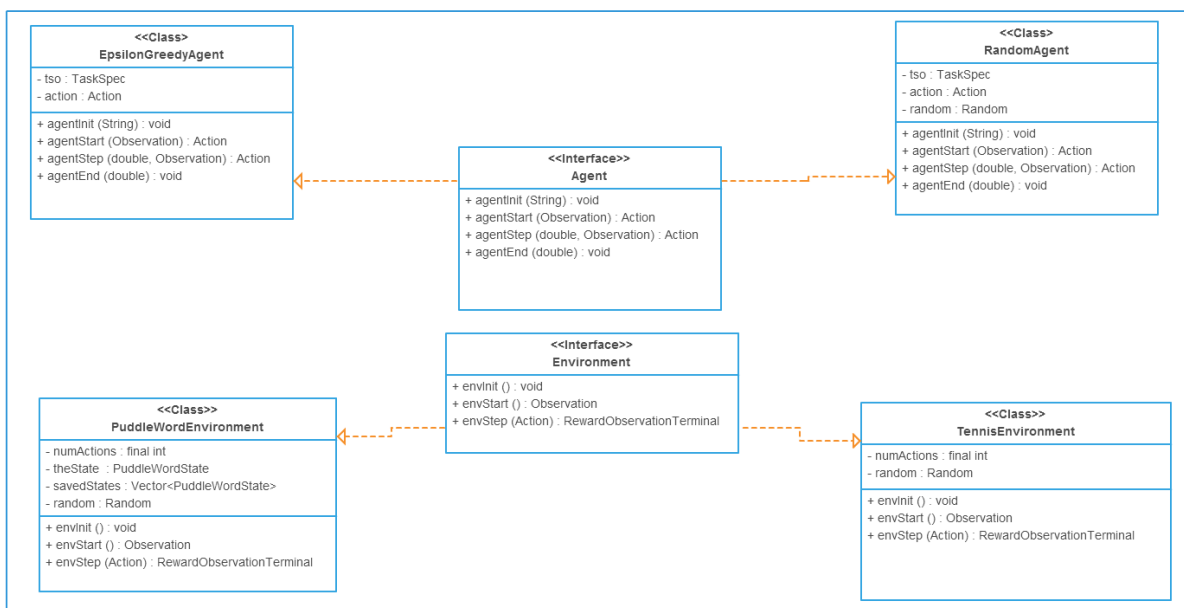 <<Class>
EpsilonGreedyAgent
- tso : TaskSpec
- action : Action
+ agentInit (String) : void
+ agentStart (Observation) : Action
+ agentStep (double, Observation) : Action
+ agentEnd (double) : void
<<Class>
RandomAgent
- tso : TaskSpec
- action : Action
- random : Random
+ agentInit (String) : void
+ agentStart (Observation) : Action
+ agentStep (double, Observation) : Action
+ agentEnd (double) : void
<<Interface>>
Agent
+ agentInit (String) : void
+ agentStart (Observation) : Action
+ agentStep (double, Observation) : Action
+ agentEnd (double) : void
<<Interface>>
Environment
+ envInit () : void
+ envStart () : Observation
+ envStep (Action) : RewardObservationTerminal
<<Class>>
PuddleWordEnvironment
- numActions : final int
- theState : PuddleWordState
- savedStates : Vector<PuddleWordState>
- random : Random
+ envInit () : void
+ envStart () : Observation
+ envStep (Action) : RewardObservationTerminal
<<Class>>
TennisEnvironment
- numActions : final int
- random : Random
+ envInit () : void
+ envStart () : Observation
+ envStep (Action) : RewardObservationTerminal